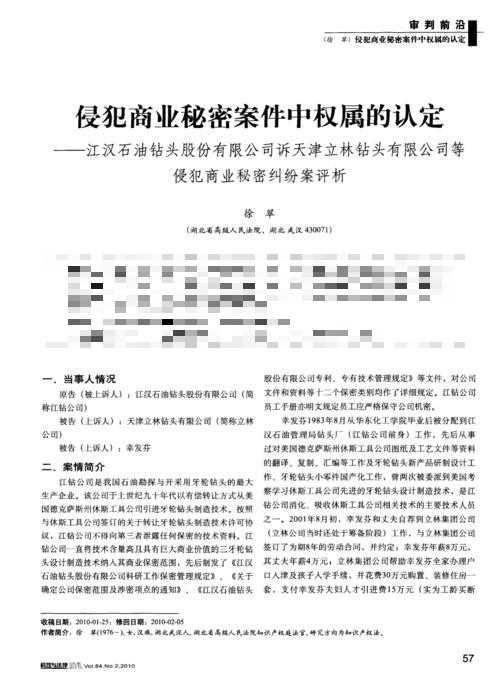 审 判 前 沿
(徐 萃) 侵犯商业秘密案件中权属的认定
侵犯商业秘密案件中权属的认定
——江汉石油钻头股份有限公司诉天津立林钻头有限公司等
侵犯商业秘密纠纷案评析
徐 萃
(湖北省高级人民法院, 湖北 武汉 430071)
一、当事人情况
原告（被上诉人）：江汉石油钻头股份有限公司（简
称江钻公司）
被告（上诉人）：天津立林钻头有限公司（简称立林
公司）
被告（上诉人）：幸发芬
二、案情简介
江钻公司是我国石油勘探与开采用牙轮钻头的最大
生产企业。该公司于上世纪九十年代以有偿转让方式从美
国德克萨斯州休斯工具公司引进牙轮钻头制造技术。按照
与休斯工具公司签订的关于转让牙轮钻头制造技术许可协
议，江钻公司不得向第三者泄露任何保密的技术资料。江
钻公司一直将技术含量高且具有巨大商业价值的三牙轮钻
头设计制造技术纳入其商业保密范围，先后制发了《江汉
石油钻头股份有限公司科研工作保密管理规定》、《关于
确定公司保密范围及涉密项点的通知》、《江汉石油钻头
股份有限公司专利、专有技术管理规定》等文件，对公司
文件和资料等十二个保密类别均作了详细规定。江钻公司
员工手册亦明文规定员工应严格保守公司机密。
幸发芬1983年8月从华东化工学院毕业后被分配到江
汉石油管理局钻头厂（江钻公司前身）工作，先后从事
过对美国德克萨斯州休斯工具公司图纸及工艺文件等资料
的翻译、复制、汇编等工作及牙轮钻头新产品研制设计工
作、牙轮钻头小零件国产化工作，曾两次被委派到美国考
察学习休斯工具公司先进的牙轮钻头设计制造技术，是江
钻公司消化、吸收休斯工具公司相关技术的主要技术人员
之一。2001年8月初，幸发芬和丈夫自荐到立林集团公司
（立林公司当时还处于筹备阶段）工作，与立林集团公司
签订了为期8年的劳动合同，并约定：幸发芬年薪8万元，
其丈夫年薪4万元；立林集团公司帮助幸发芬全家办理户
口入津及孩子入学手续，并花费30万元购置、装修住房一
套，支付幸发芬夫妇人才引进费15万元（实为工龄买断
收稿日期：2010-01-25；修回日期：2010-02-05
作者简介：徐 萃(1976-), 女, 汉族, 湖北武汉人, 湖北省高级人民法院知识产权庭法官, 研究方向为知识产权法。
科技与法律 Vol.84,No.2,2010
57